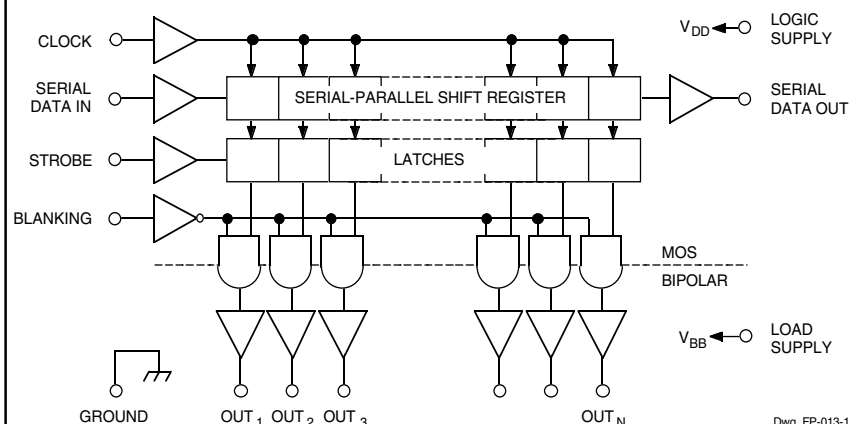 CLOCK
V_DD
LOGIC
SUPPLY
SERIAL
DATA IN
SERIAL-PARALLEL SHIFT REGISTER
SERIAL
DATA OUT
STROBE
LATCHES
BLANKING
MOS
BIPOLAR
V_BB
LOAD
SUPPLY
GROUND
OUT_1 OUT_2 OUT_3
OUT_N
Dwg. FP-013-1